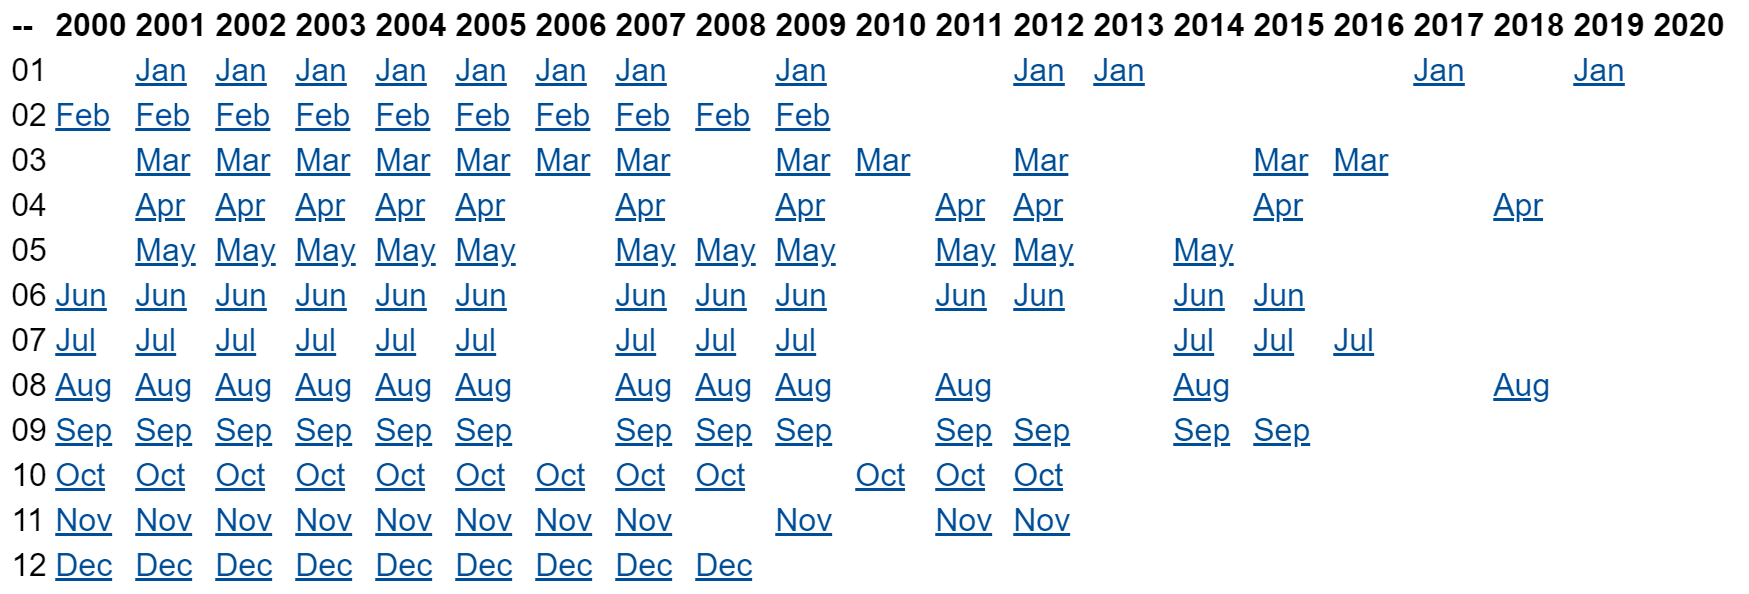 -- 2000 2001 2002 2003 2004 2005 2006 2007 2008 2009 2010 2011 2012 2013 2014 2015 2016 2017 2018 2019 2020
01 Jan Jan Jan Jan Jan Jan Jan Jan Jan Jan Jan Jan
02 Feb Feb Feb Feb Feb Feb Feb Feb Feb Feb
03 Mar Mar Mar Mar Mar Mar Mar Mar Mar Mar Mar Mar
04 Apr Apr Apr Apr Apr Apr Apr Apr Apr Apr Apr
05 May May May May May May May May May May May
06 Jun Jun Jun Jun Jun Jun Jun Jun Jun Jun Jun Jun Jun
07 Jul Jul Jul Jul Jul Jul Jul Jul Jul Jul Jul Jul
08 Aug Aug Aug Aug Aug Aug Aug Aug Aug Aug Aug Aug
09 Sep Sep Sep Sep Sep Sep Sep Sep Sep Sep Sep Sep Sep
10 Oct Oct Oct Oct Oct Oct Oct Oct Oct Oct Oct Oct
11 Nov Nov Nov Nov Nov Nov Nov Nov Nov Nov Nov
12 Dec Dec Dec Dec Dec Dec Dec Dec Dec